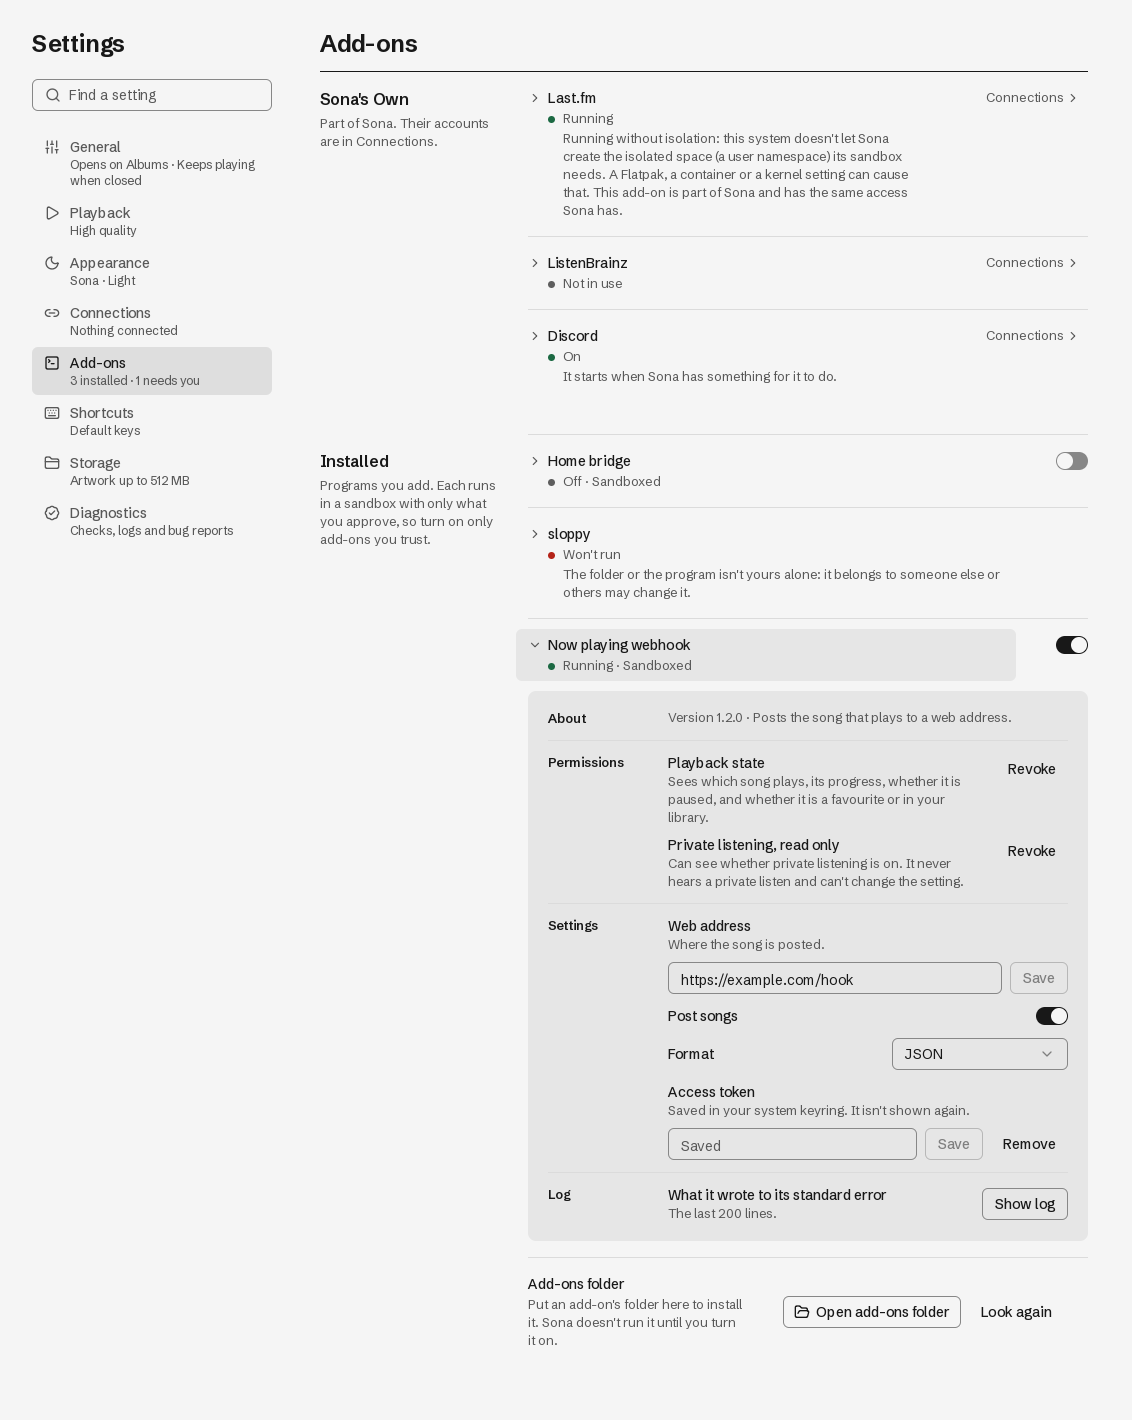 Settings
Find a setting
General
Opens on Albums · Keeps playing
when closed
Playback
High quality
Appearance
Sona · Light
Connections
Nothing connected
Add-ons
3 installed · 1 needs you
Shortcuts
Default keys
Storage
Artwork up to 512 MB
Diagnostics
Checks, logs and bug reports
Add-ons
Sona's Own
Part of Sona. Their accounts
are in Connections.
Last.fm
Connections
Running
Running without isolation: this system doesn't let Sona
create the isolated space (a user namespace) its sandbox
needs. A Flatpak, a container or a kernel setting can cause
that. This add-on is part of Sona and has the same access
Sona has.
ListenBrainz
Connections
Not in use
Discord
Connections
On
It starts when Sona has something for it to do.
Installed
Programs you add. Each runs
in a sandbox with only what
you approve, so turn on only
add-ons you trust.
Home bridge
Off · Sandboxed
sloppy
Won't run
The folder or the program isn't yours alone: it belongs to someone else or
others may change it.
Now playing webhook
Running · Sandboxed
About
Version 1.2.0 · Posts the song that plays to a web address.
Permissions
Playback state
Sees which song plays, its progress, whether it is
paused, and whether it is a favourite or in your
library.
Revoke
Private listening, read only
Can see whether private listening is on. It never
hears a private listen and can't change the setting.
Revoke
Settings
Web address
Where the song is posted.
https://example.com/hook
Save
Post songs
Format
JSON
Access token
Saved in your system keyring. It isn't shown again.
Saved
Save
Remove
Log
What it wrote to its standard error
The last 200 lines.
Show log
Add-ons folder
Put an add-on's folder here to install
it. Sona doesn't run it until you turn
it on.
Open add-ons folder
Look again